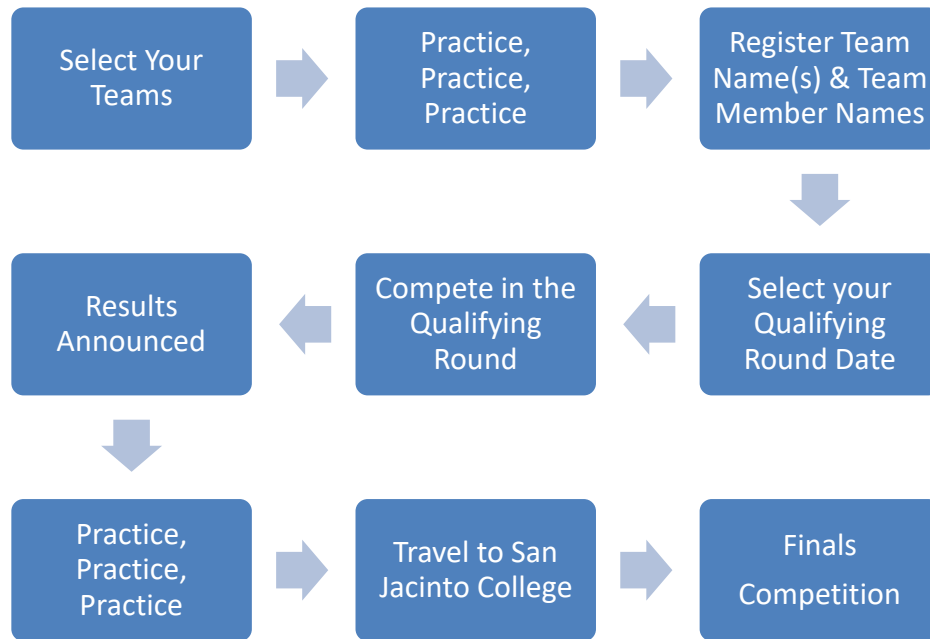 Select Your
Teams
Practice,
Practice,
Practice
Register Team
Name(s) & Team
Member Names
Select your
Qualifying
Round Date
Compete in the
Qualifying
Round
Results
Announced
Practice,
Practice,
Practice
Travel to San
Jacinto College
Finals
Competition